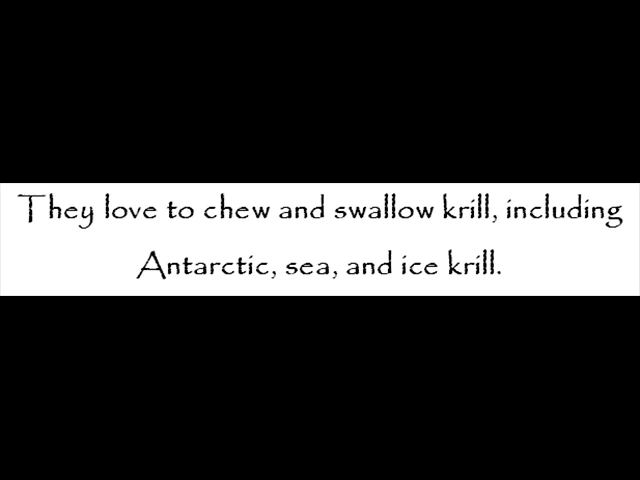 They love to chew and swallow krill, including
Antarctic, sea, and ice krill.